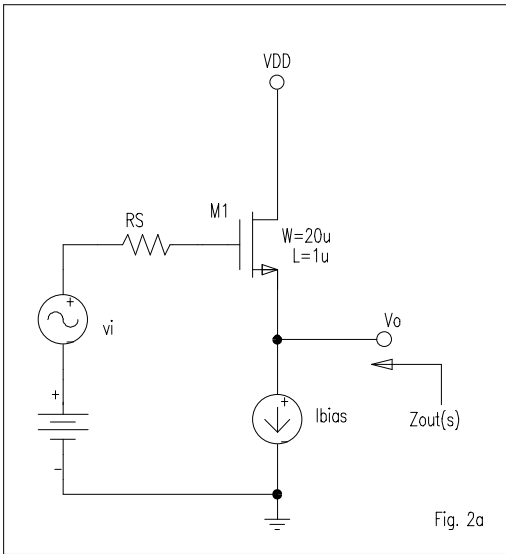 VDD
RS
M1
W=20u
L=1u
+
-
vi
Vo
+
-
+
-
Ibias
Zout(s)
Fig. 2a